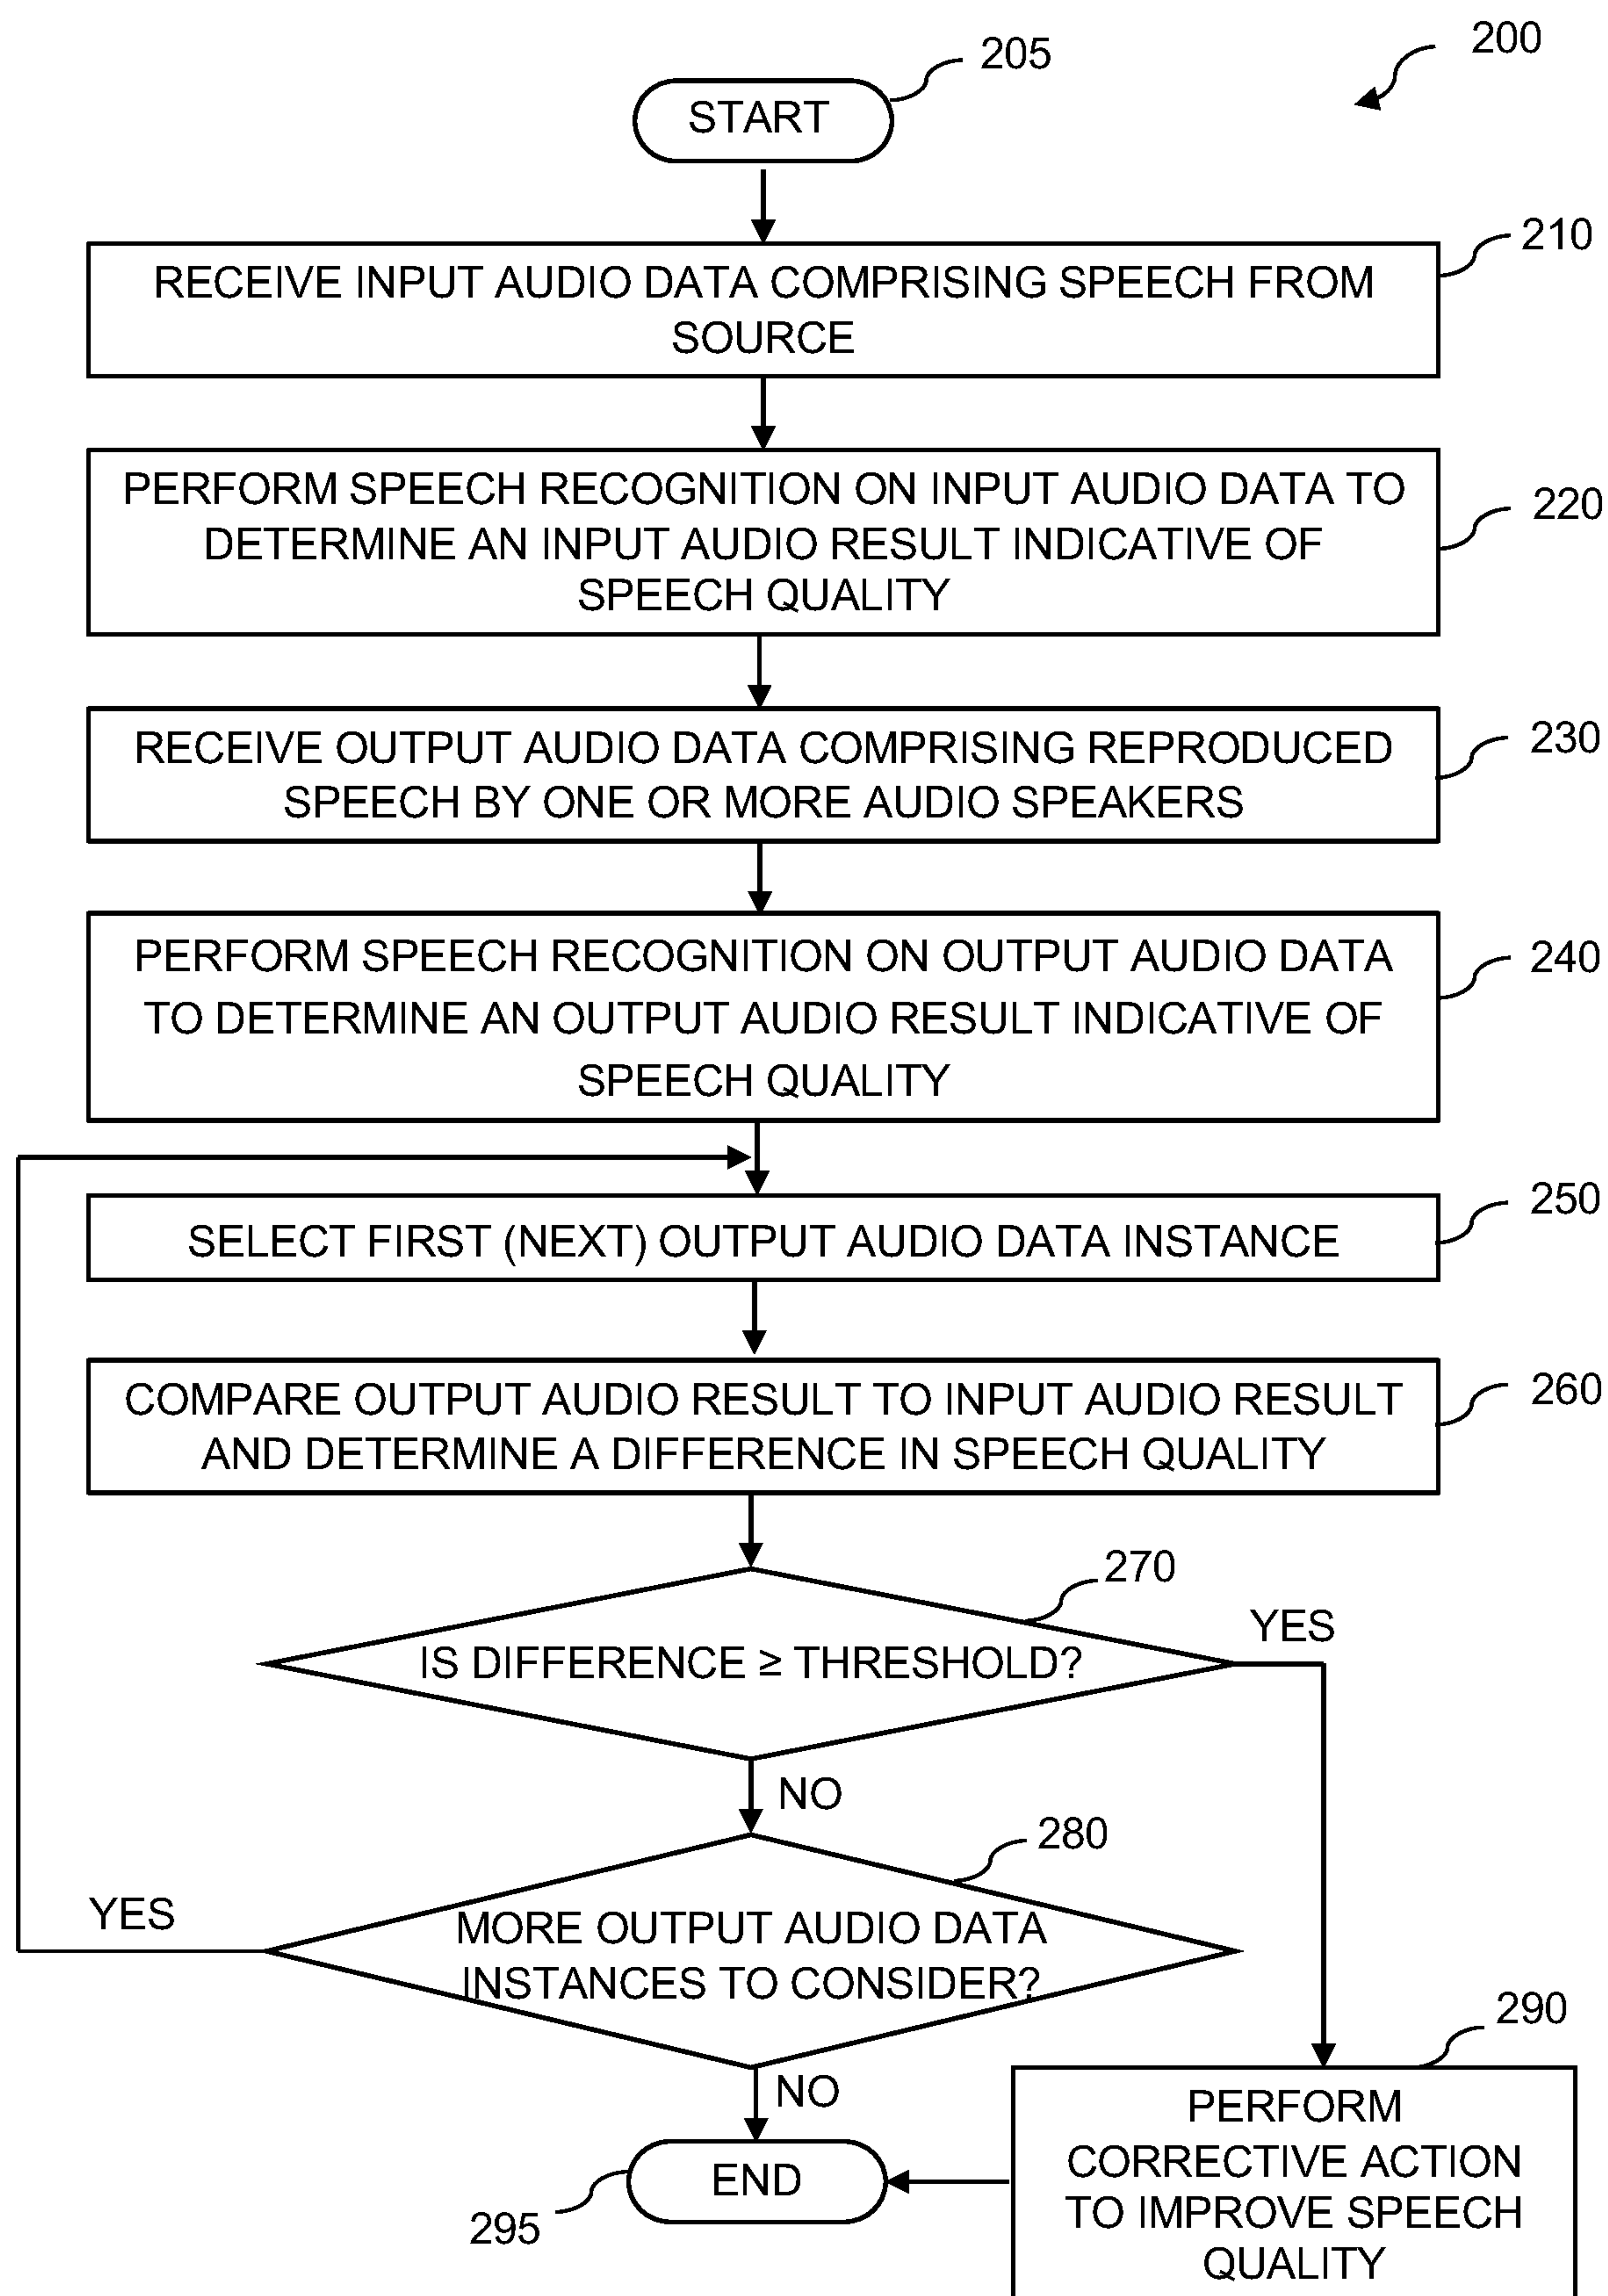 200
205
START
210
RECEIVE INPUT AUDIO DATA COMPRISING SPEECH FROM
SOURCE
220
PERFORM SPEECH RECOGNITION ON INPUT AUDIO DATA TO
DETERMINE AN INPUT AUDIO RESULT INDICATIVE OF
SPEECH QUALITY
230
RECEIVE OUTPUT AUDIO DATA COMPRISING REPRODUCED
SPEECH BY ONE OR MORE AUDIO SPEAKERS
240
PERFORM SPEECH RECOGNITION ON OUTPUT AUDIO DATA
TO DETERMINE AN OUTPUT AUDIO RESULT INDICATIVE OF
SPEECH QUALITY
250
SELECT FIRST (NEXT) OUTPUT AUDIO DATA INSTANCE
260
COMPARE OUTPUT AUDIO RESULT TO INPUT AUDIO RESULT
AND DETERMINE A DIFFERENCE IN SPEECH QUALITY
270
YES
IS DIFFERENCE ≥ THRESHOLD?
NO
280
YES
MORE OUTPUT AUDIO DATA
INSTANCES TO CONSIDER?
NO
290
PERFORM
CORRECTIVE ACTION
TO IMPROVE SPEECH
QUALITY
END
295